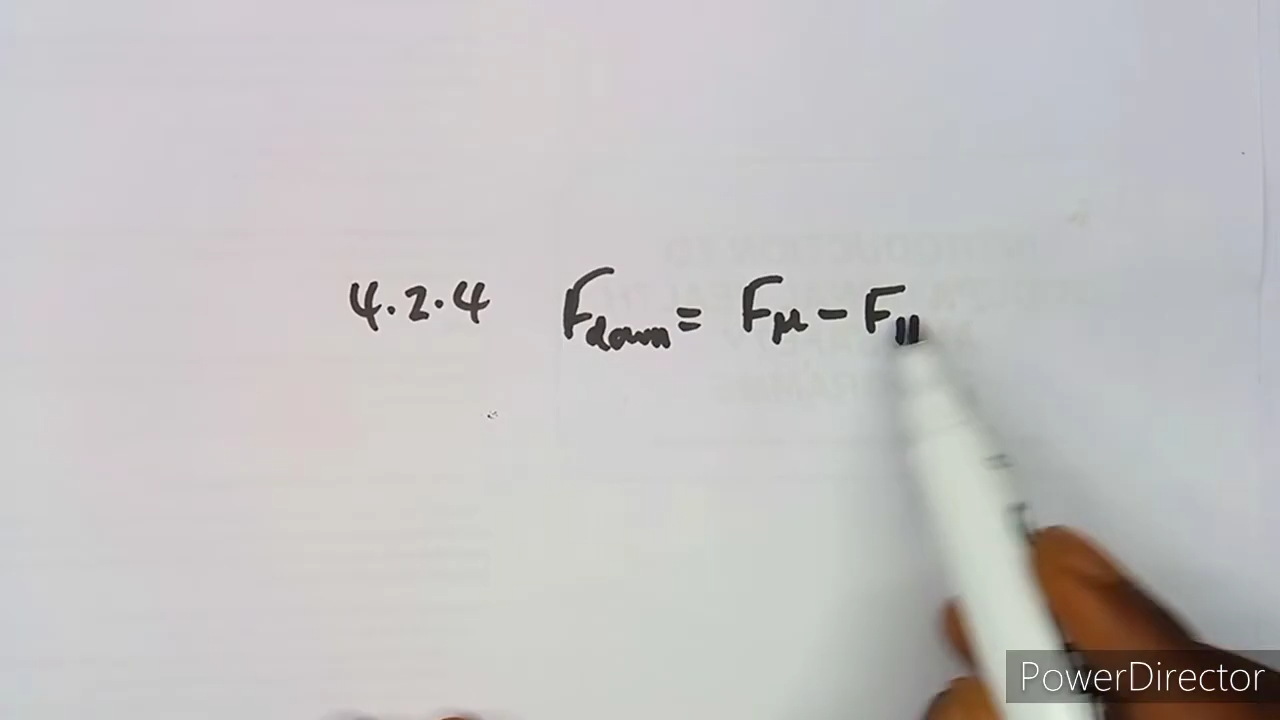 4.2.4 Fdown = Fμ - F||
PowerDirector